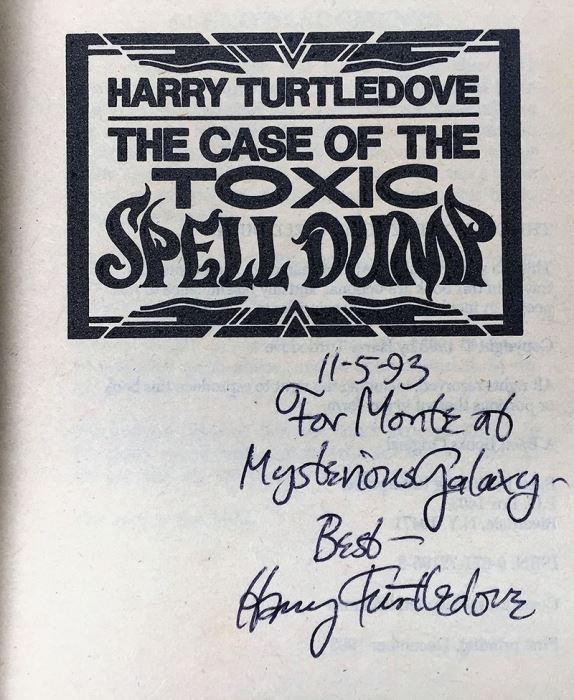 HARRY TURTLEDOVE
THE CASE OF THE
TOXIC
SPELL DUMP
11-5-93
For Monte at
Mysterious Galaxy-
Best-
Harry Turtledove